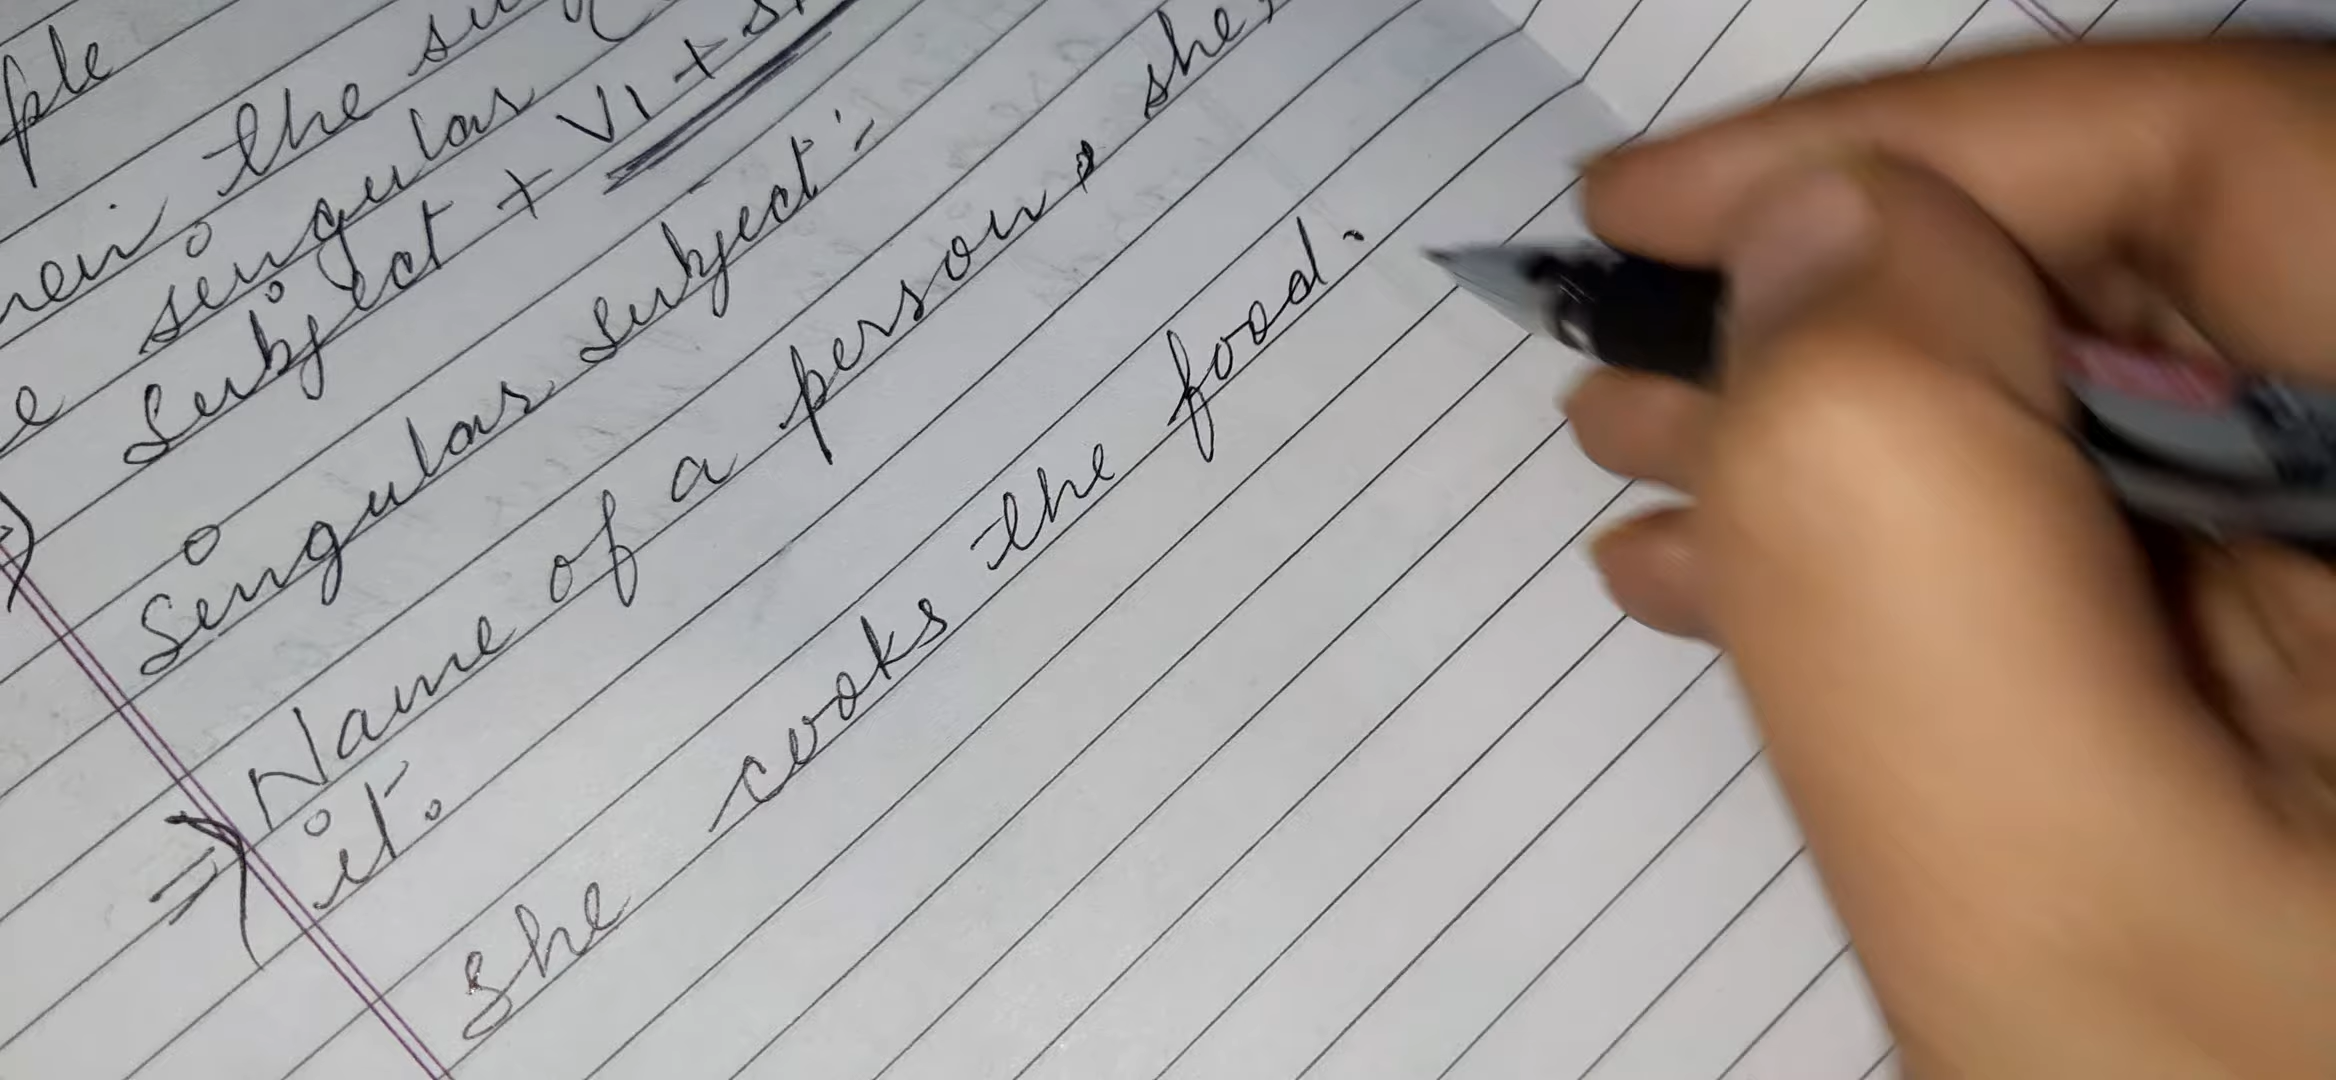 ple
the
singular
Subject + V1 + s
Singular subject :-
Name of a person, she,
it.
She cooks the food.